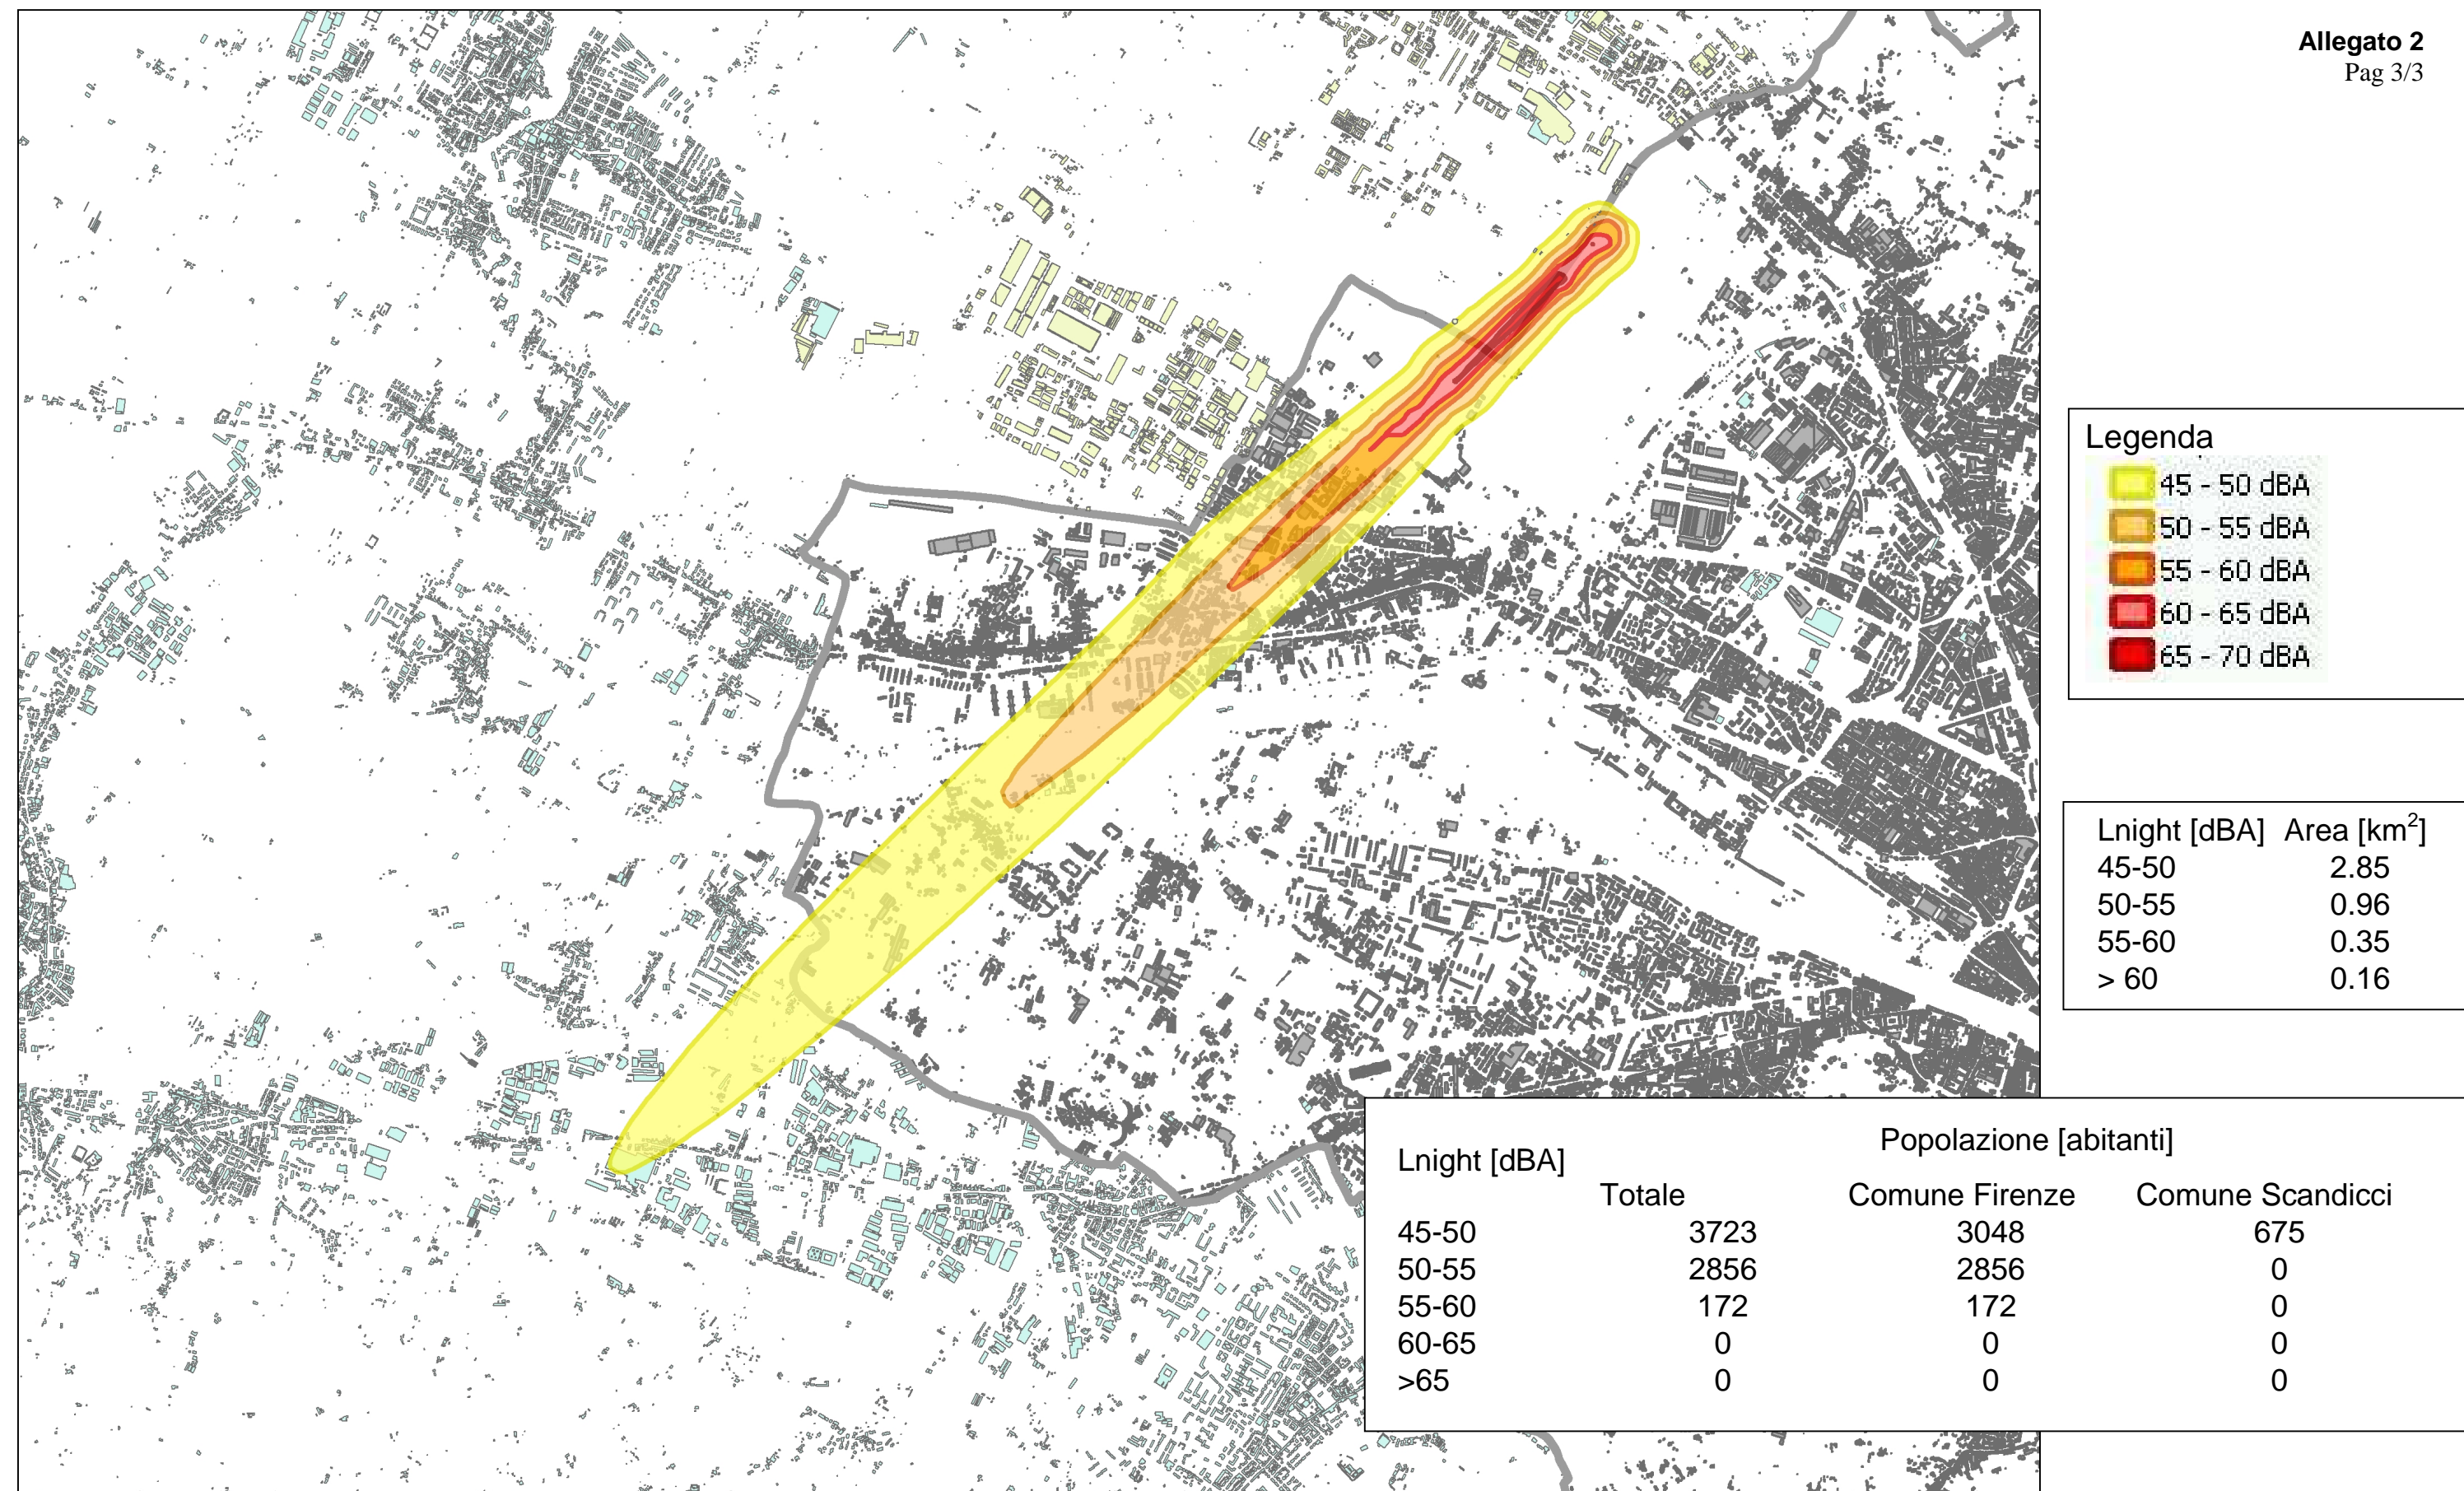 Allegato 2
Pag 3/3
Legenda
45 - 50 dBA
50 - 55 dBA
55 - 60 dBA
60 - 65 dBA
65 - 70 dBA
Lnight [dBA] Area [km²]
45-50 2.85
50-55 0.96
55-60 0.35
> 60 0.16
Popolazione [abitanti]
Lnight [dBA]
Totale Comune Firenze Comune Scandicci
45-50 3723 3048 675
50-55 2856 2856 0
55-60 172 172 0
60-65 0 0 0
>65 0 0 0